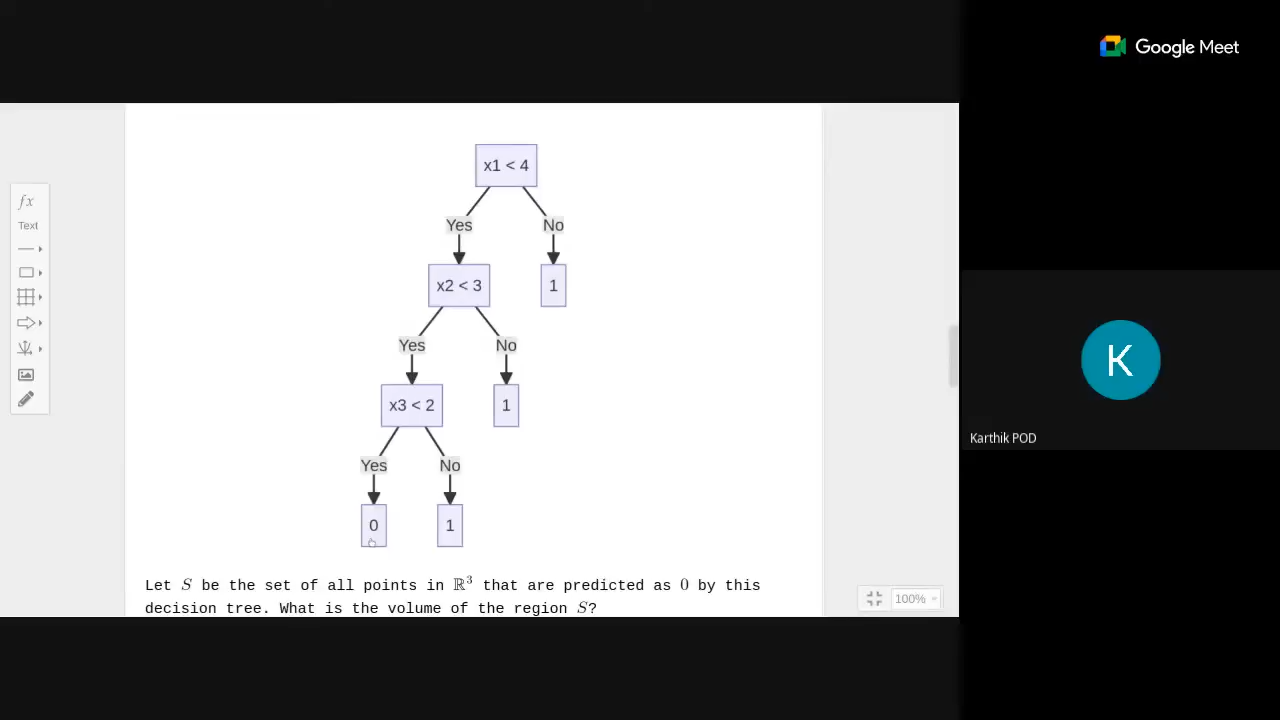 Google Meet
x1 < 4
Yes
No
x2 < 3
1
Yes
No
x3 < 2
1
Yes
No
0
1
Let S be the set of all points in ℝ³ that are predicted as 0 by this
decision tree. What is the volume of the region S?
fx
Text
100%
K
Karthik POD